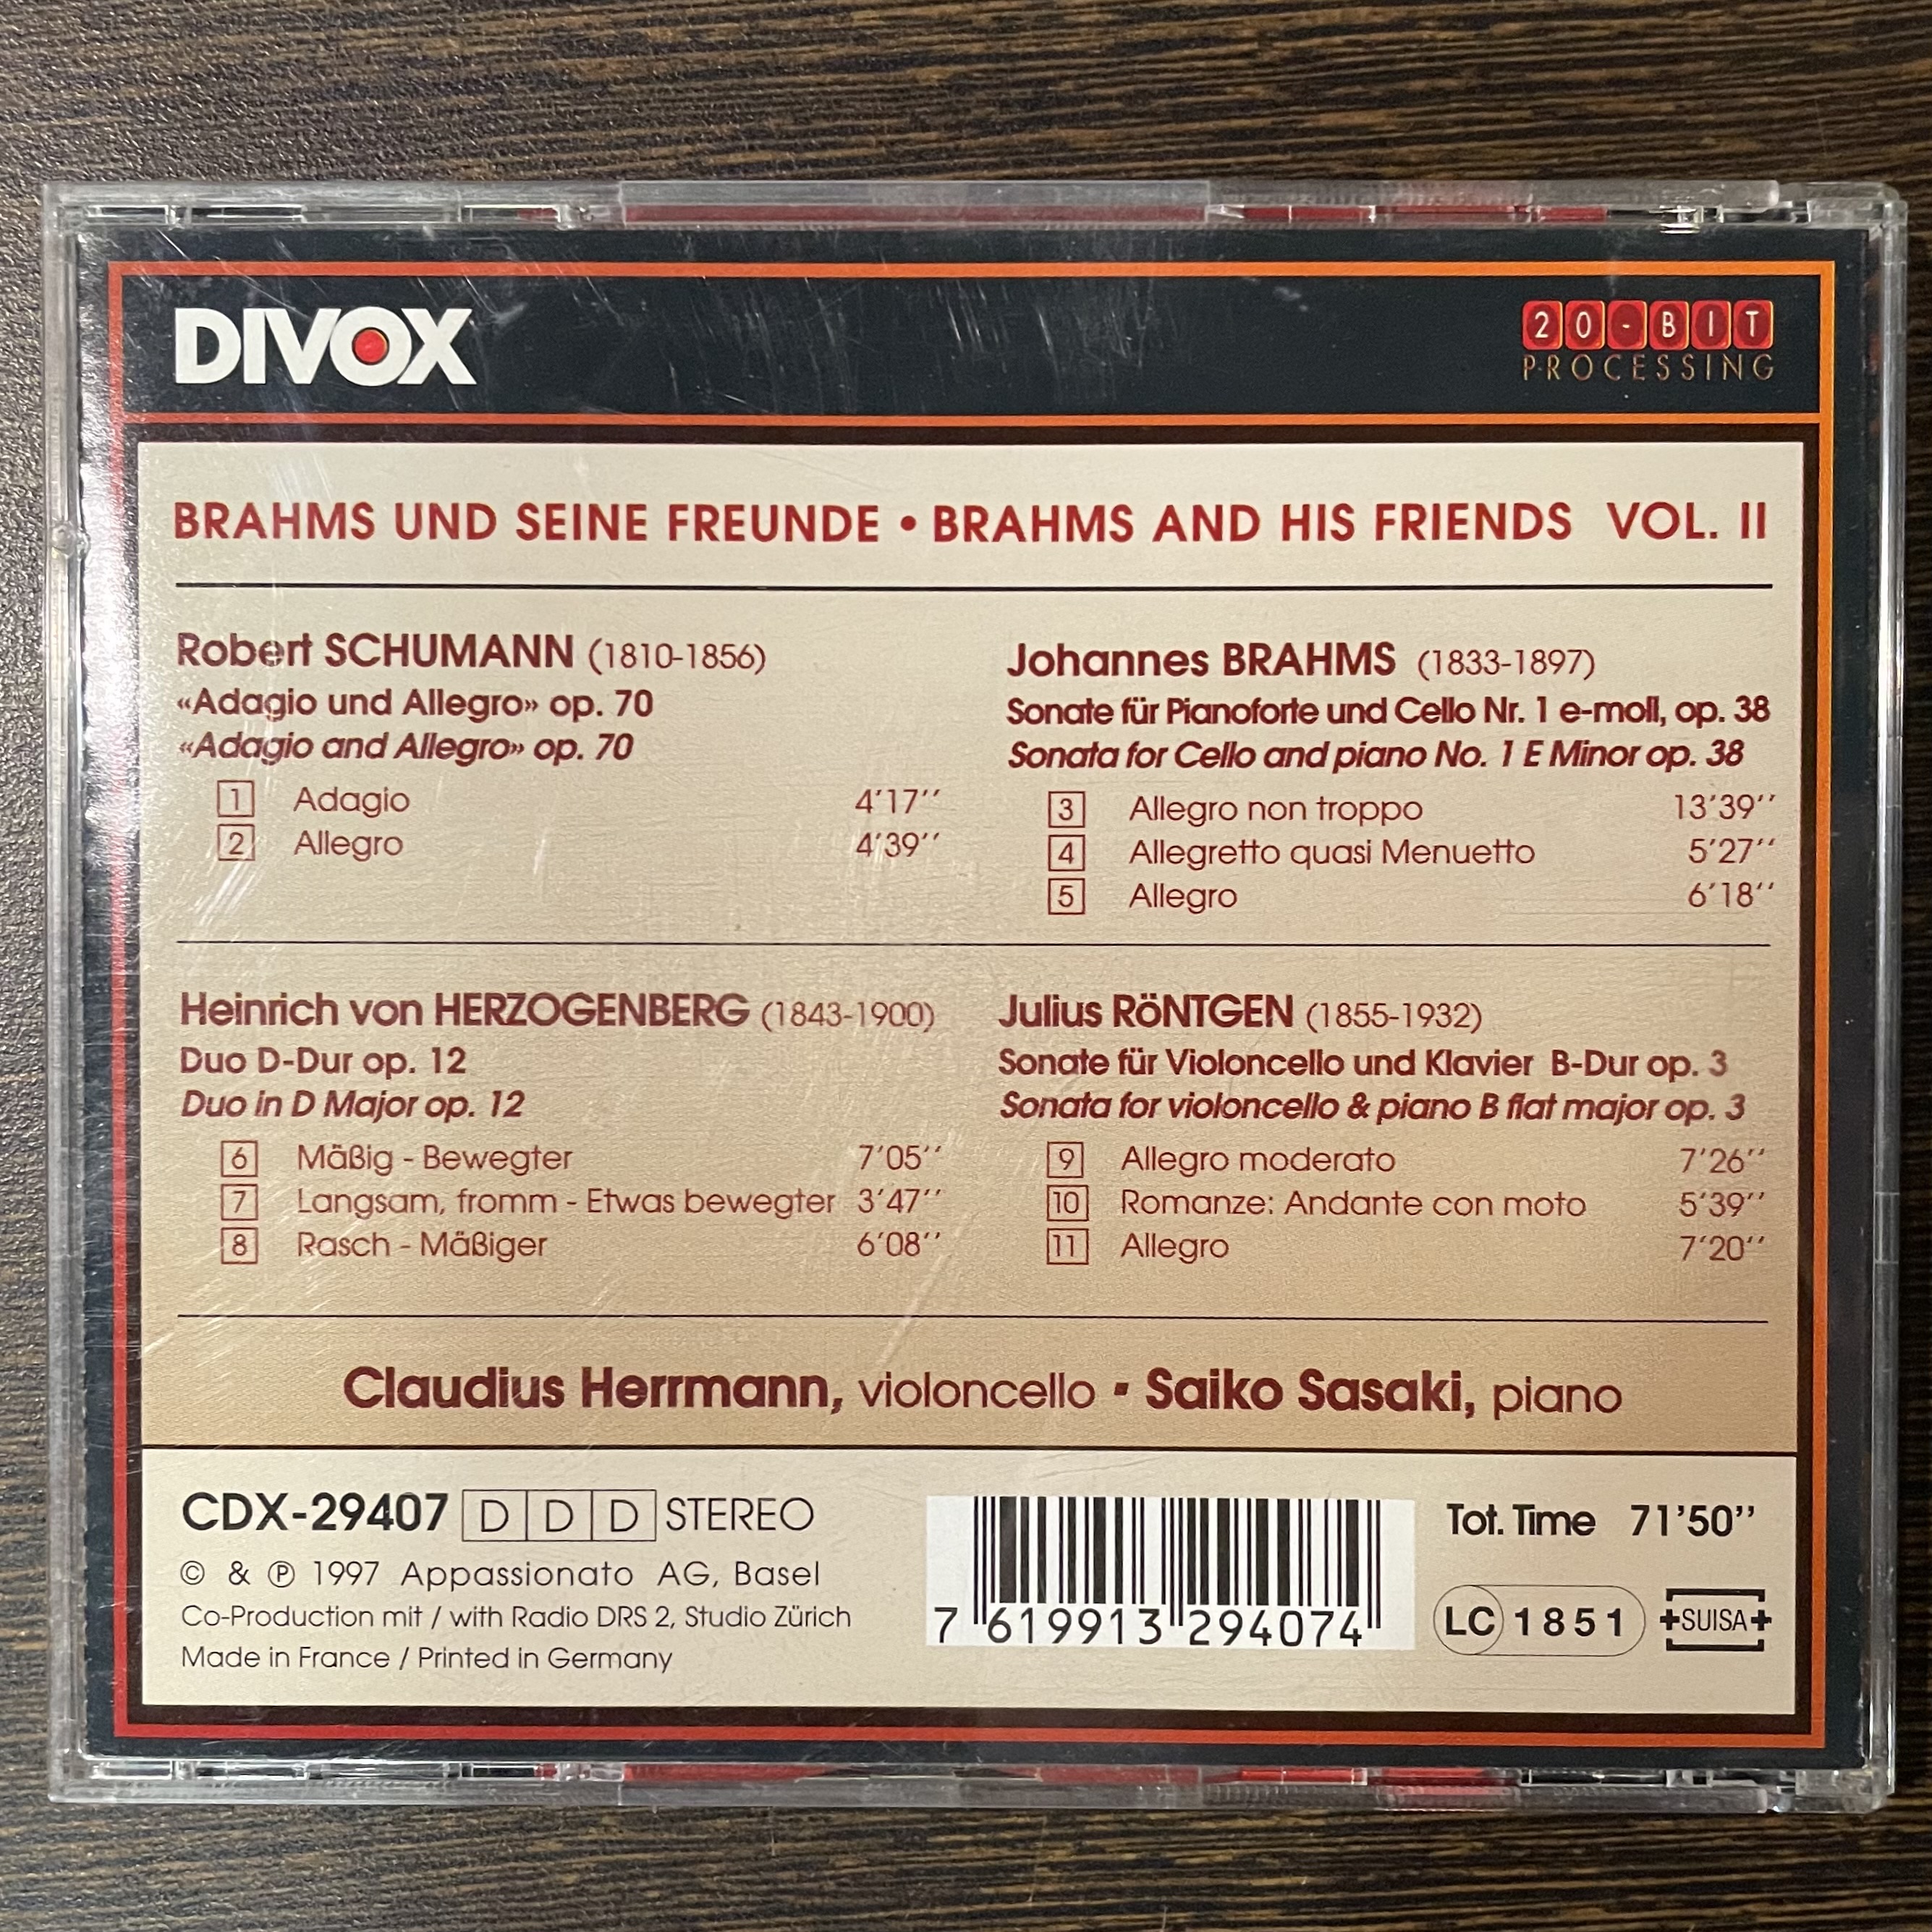 DIVOX
20-BIT
PROCESSING
BRAHMS UND SEINE FREUNDE • BRAHMS AND HIS FRIENDS VOL. II
Robert SCHUMANN (1810-1856)
«Adagio und Allegro» op. 70
«Adagio and Allegro» op. 70
1 Adagio 4'17''
2 Allegro 4'39''
Johannes BRAHMS (1833-1897)
Sonate für Pianoforte und Cello Nr. 1 e-moll, op. 38
Sonata for Cello and piano No. 1 E Minor op. 38
3 Allegro non troppo 13'39''
4 Allegretto quasi Menuetto 5'27''
5 Allegro 6'18''
Heinrich von HERZOGENBERG (1843-1900)
Duo D-Dur op. 12
Duo in D Major op. 12
6 Mäßig - Bewegter 7'05''
7 Langsam, fromm - Etwas bewegter 3'47''
8 Rasch - Mäßiger 6'08''
Julius RöNTGEN (1855-1932)
Sonate für Violoncello und Klavier B-Dur op. 3
Sonata for violoncello & piano B flat major op. 3
9 Allegro moderato 7'26''
10 Romanze: Andante con moto 5'39''
11 Allegro 7'20''
Claudius Herrmann, violoncello ▪ Saiko Sasaki, piano
CDX-29407 DDD STEREO
© & ℗ 1997 Appassionato AG, Basel
Co-Production mit / with Radio DRS 2, Studio Zürich
Made in France / Printed in Germany
7 619913 294074
Tot. Time 71'50''
LC 1851
SUISA